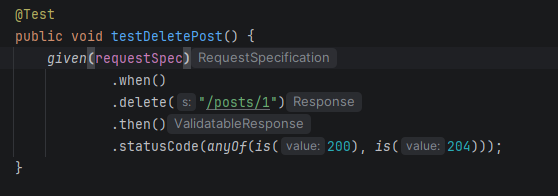 @Test
public void testDeletePost() {
given(requestSpec) RequestSpecification
.when()
.delete( s: "/posts/1") Response
.then() ValidatableResponse
.statusCode(anyOf(is( value: 200), is( value: 204)));
}